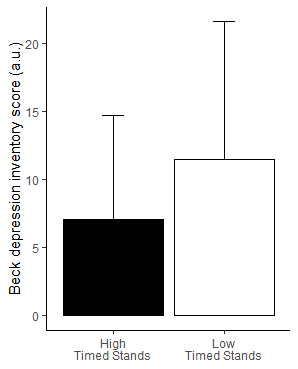 Beck depression inventory score (a.u.)
20
15
10
5
0
High
Timed Stands
Low
Timed Stands